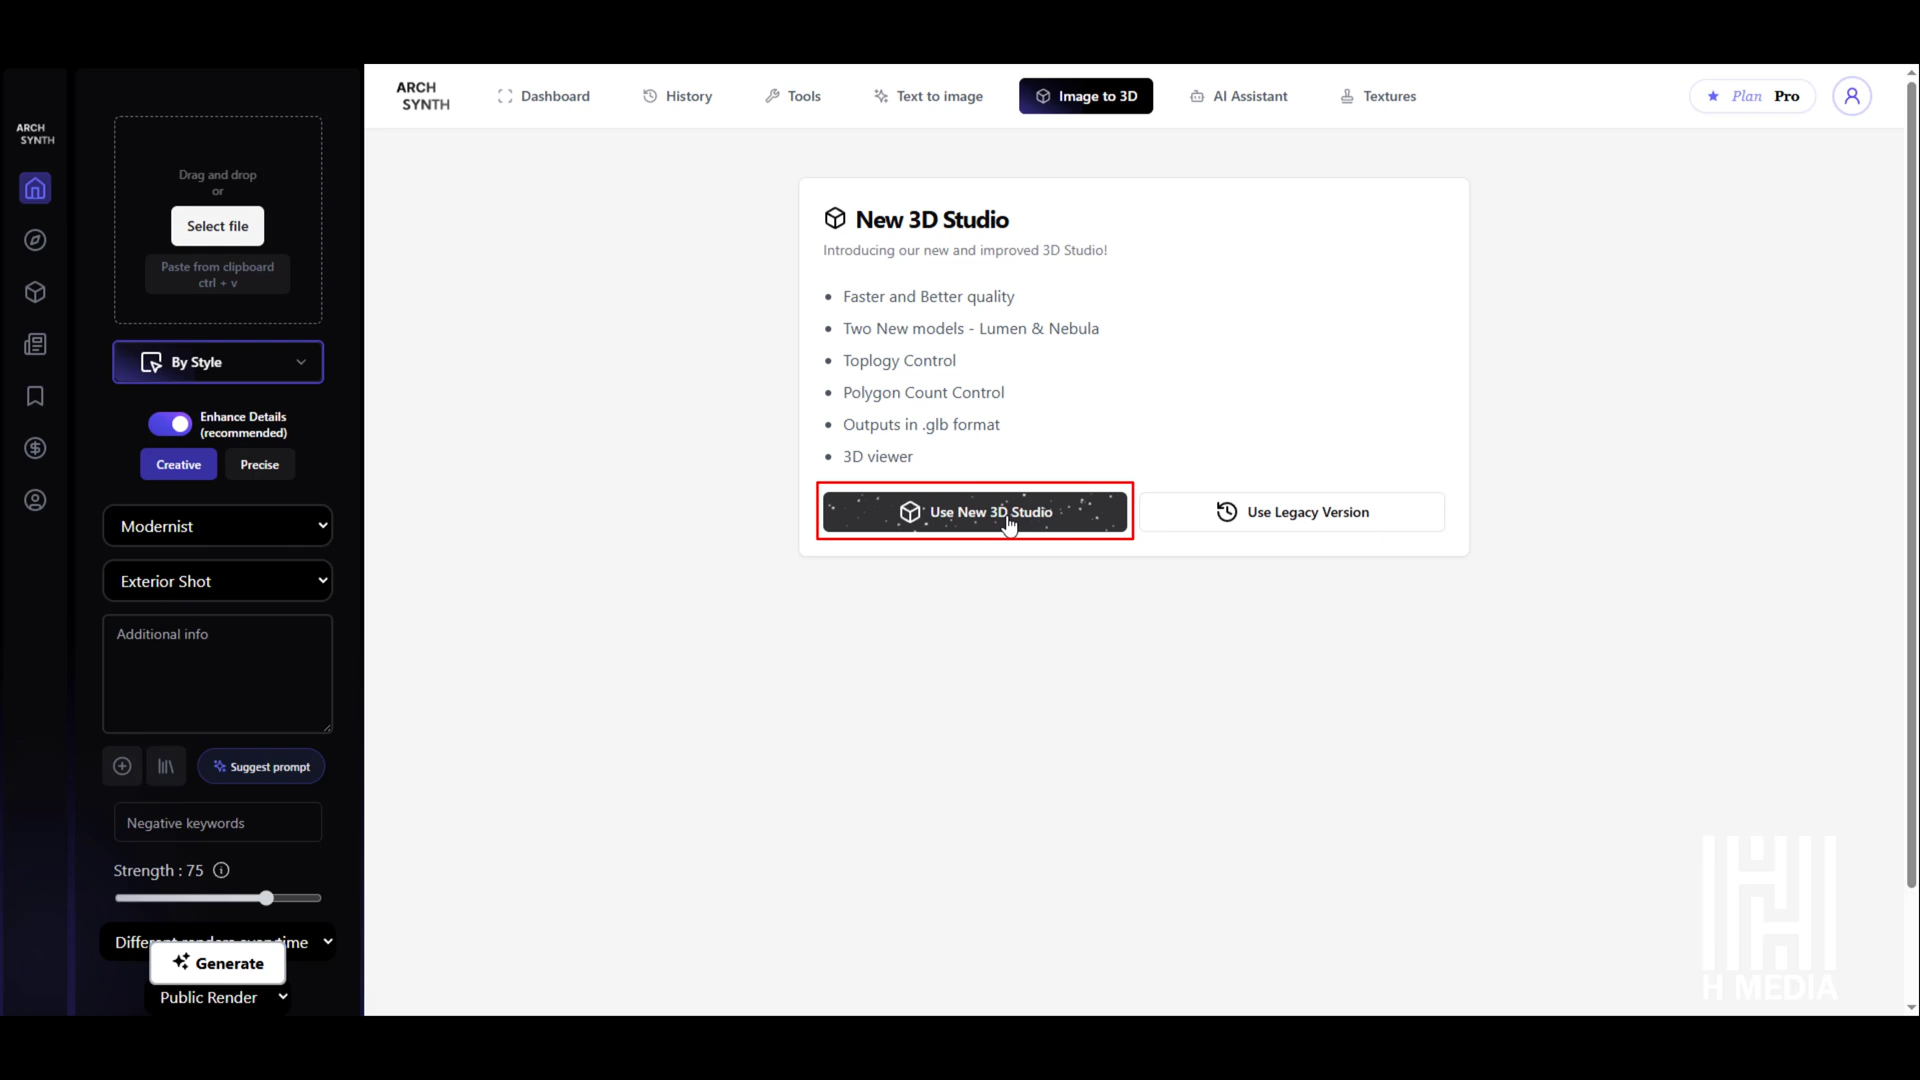 ARCH
SYNTH
Dashboard
History
Tools
Text to image
Image to 3D
AI Assistant
Textures
Plan Pro
ARCH
SYNTH
Drag and drop
or
Select file
Paste from clipboard
ctrl + v
By Style
Enhance Details
(recommended)
Creative
Precise
Modernist
Exterior Shot
Additional info
Suggest prompt
Negative keywords
Strength : 75
Different renders over time
Generate
Public Render
New 3D Studio
Introducing our new and improved 3D Studio!
Faster and Better quality
Two New models - Lumen & Nebula
Toplogy Control
Polygon Count Control
Outputs in .glb format
3D viewer
Use New 3D Studio
Use Legacy Version
H MEDIA